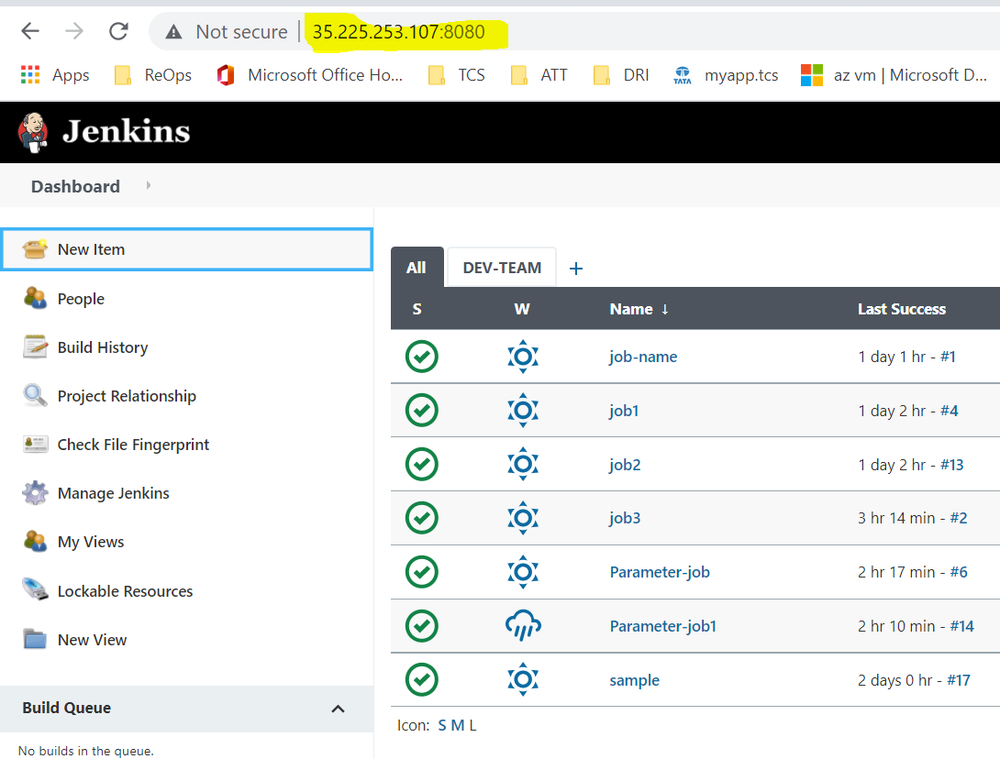 Not secure | 35.225.253.107:8080
Apps ReOps Microsoft Office Ho... TCS ATT DRI TATA myapp.tcs az vm | Microsoft D...
Jenkins
Dashboard
New Item
People
Build History
Project Relationship
Check File Fingerprint
Manage Jenkins
My Views
Lockable Resources
New View
Build Queue
No builds in the queue.
All DEV-TEAM +
S W Name ↓ Last Success
job-name 1 day 1 hr - #1
job1 1 day 2 hr - #4
job2 1 day 2 hr - #13
job3 3 hr 14 min - #2
Parameter-job 2 hr 17 min - #6
Parameter-job1 2 hr 10 min - #14
sample 2 days 0 hr - #17
Icon: S M L